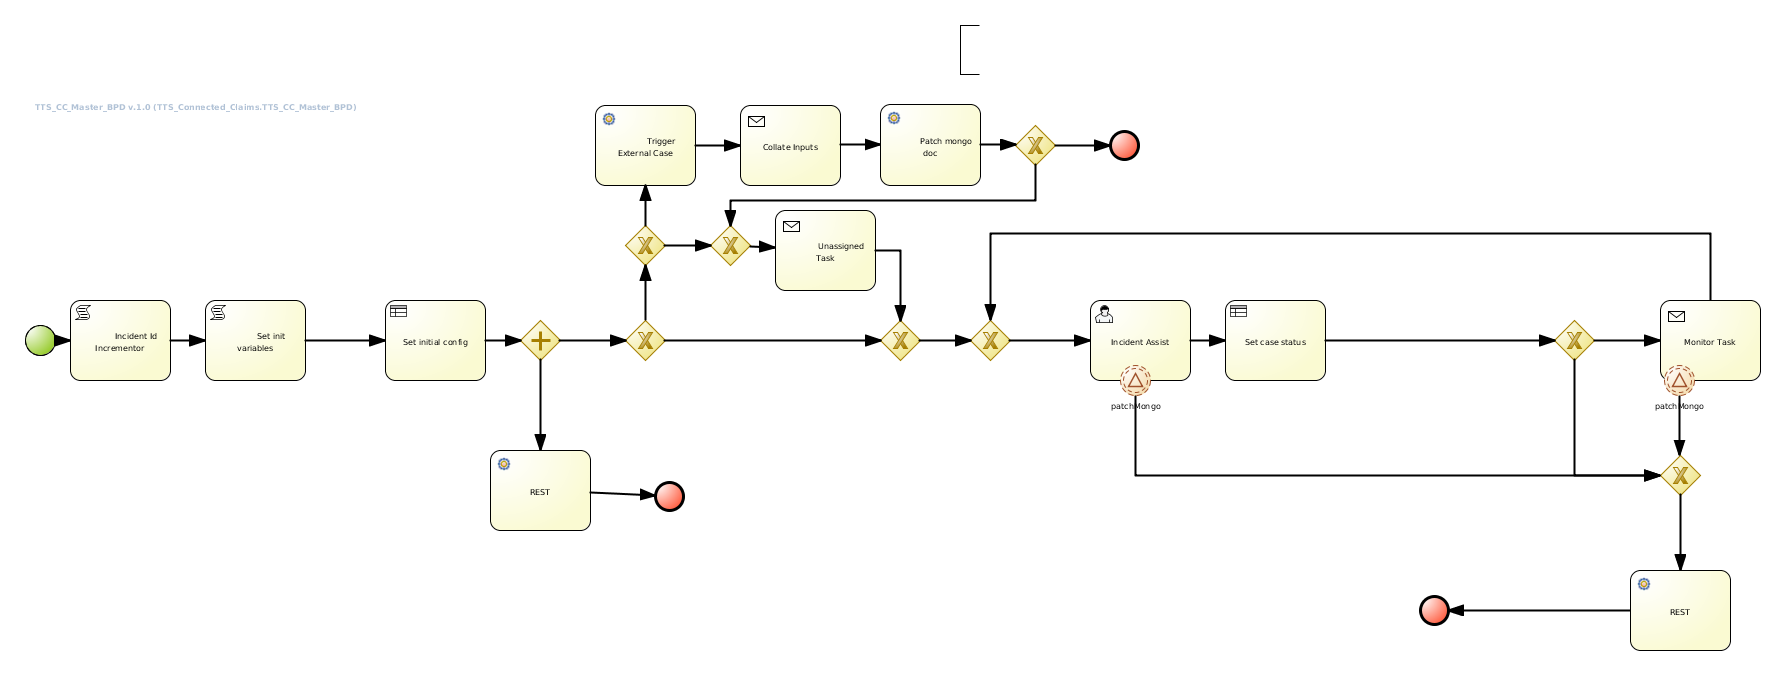 TTS_CC_Master_BPD v.1.0 (TTS_Connected_Claims.TTS_CC_Master_BPD)
Trigger
External Case
Collate Inputs
Patch mongo
doc
Unassigned
Task
Incident Id
Incrementor
Set init
variables
Set initial config
Incident Assist
Set case status
Monitor Task
patchMongo
patchMongo
REST
REST